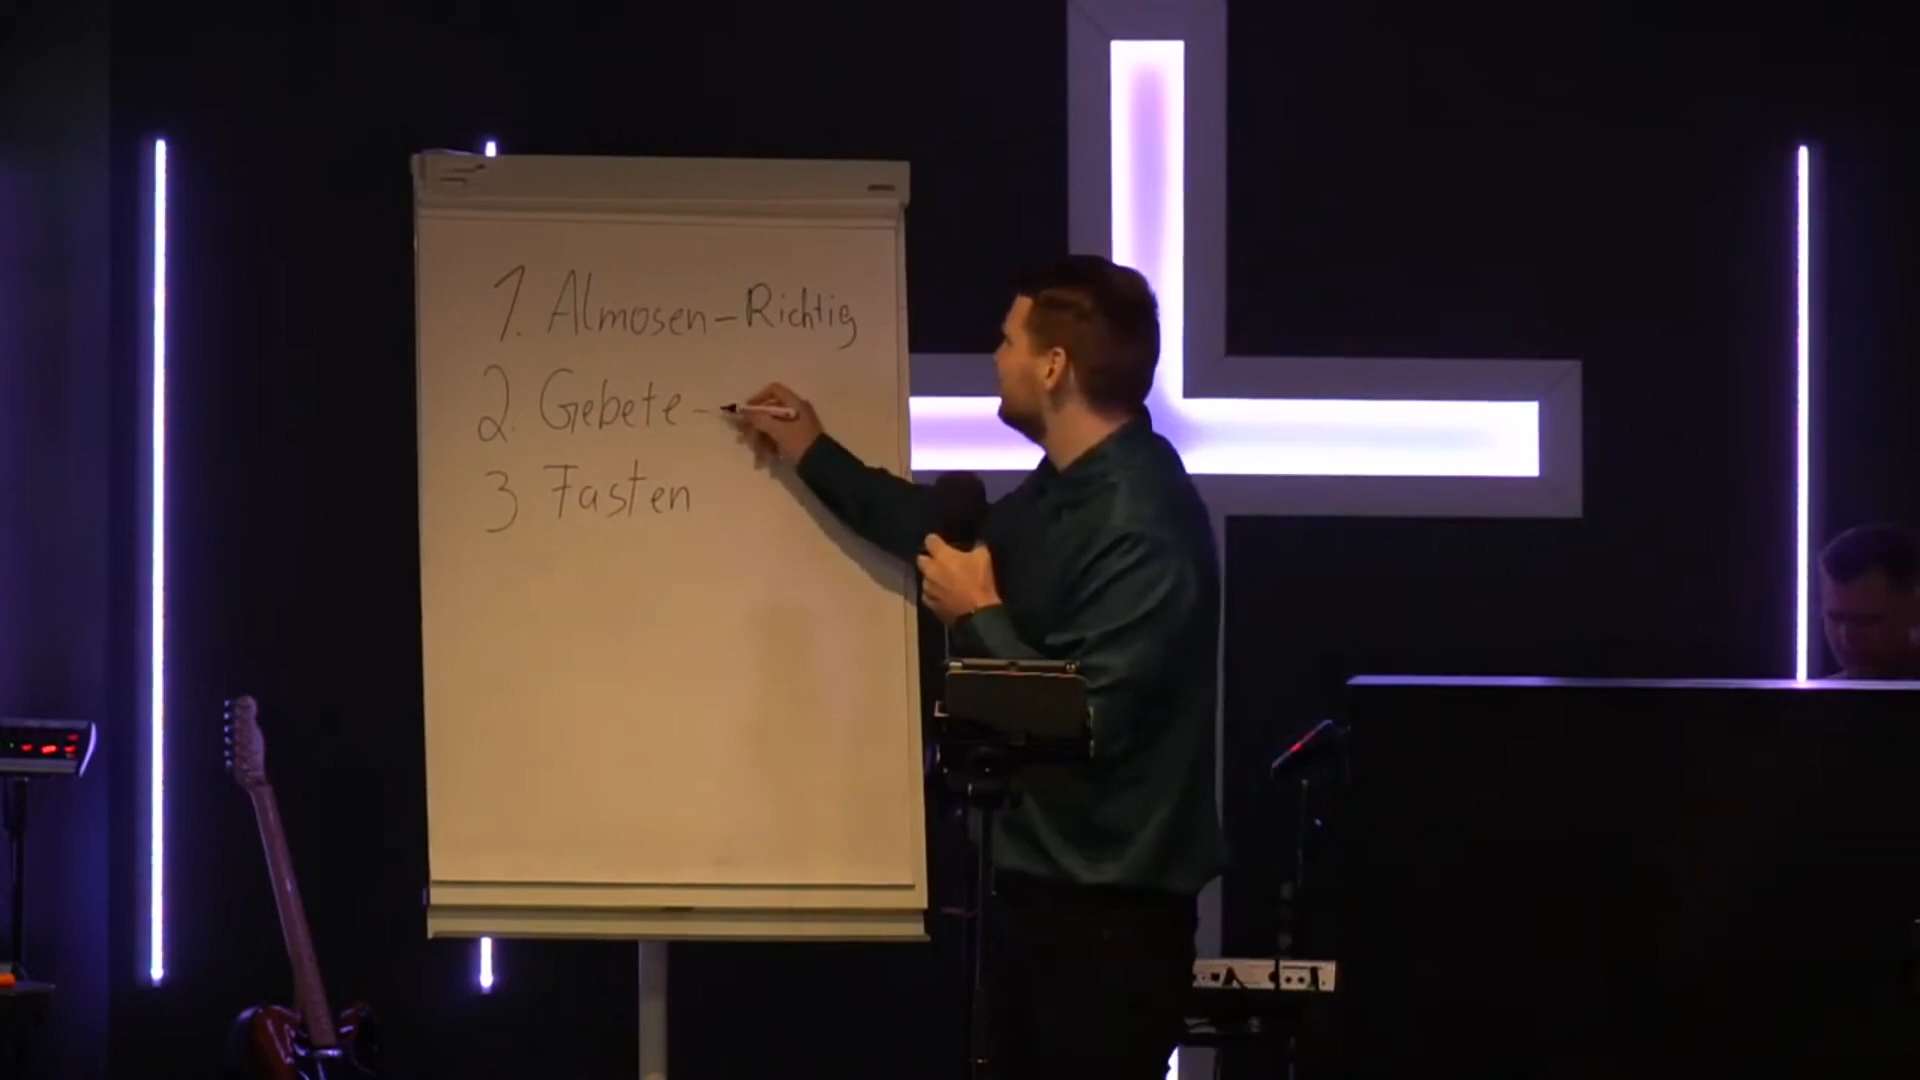 1. Almosen – Richtig
2. Gebete –
3 Fasten